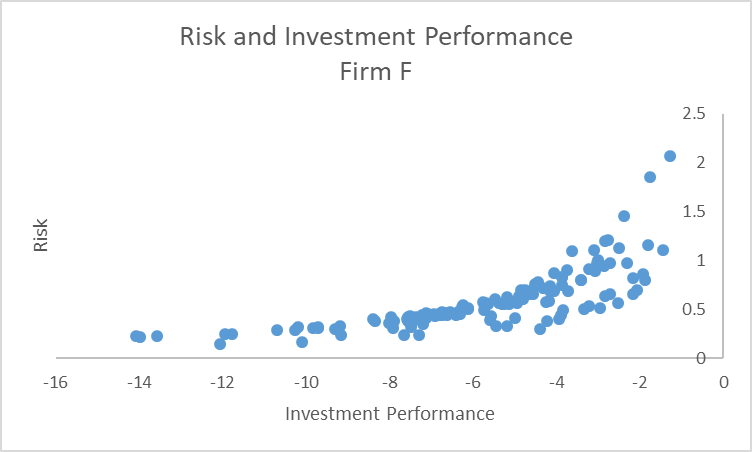 Risk and Investment Performance
Firm F
2.5
2
1.5
1
0.5
0
Risk
-16 -14 -12 -10 -8 -6 -4 -2 0
Investment Performance